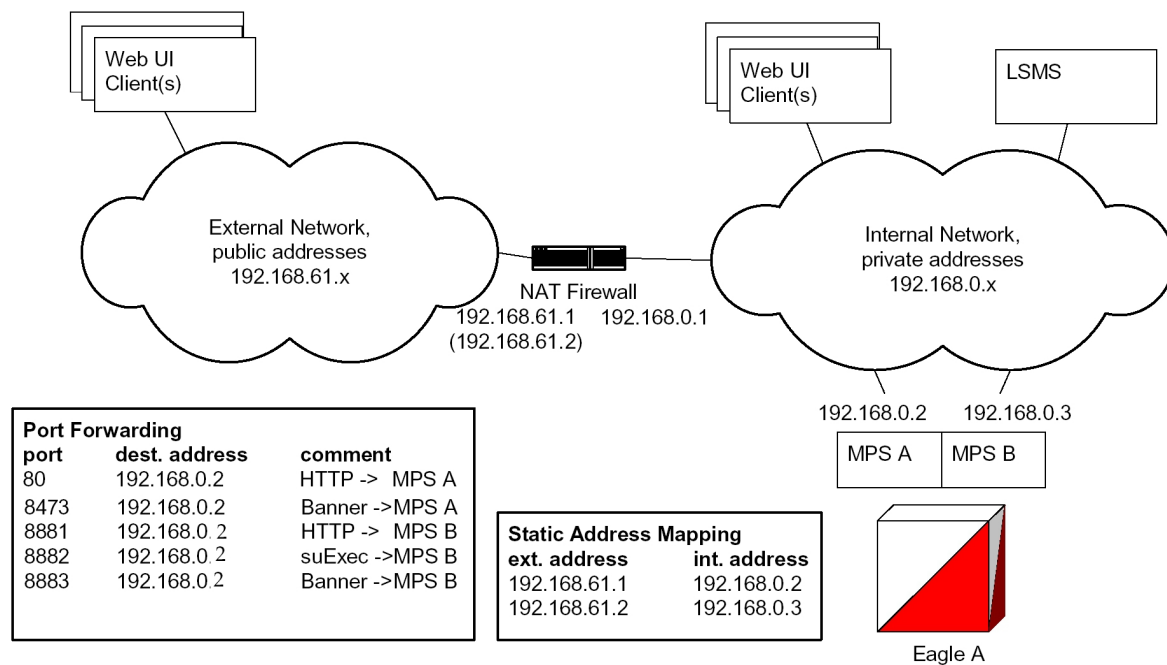 Web UI
Client(s)
Web UI
Client(s)
LSMS
External Network,
public addresses
192.168.61.x
Internal Network,
private addresses
192.168.0.x
NAT Firewall
192.168.61.1 192.168.0.1
(192.168.61.2)
192.168.0.2 192.168.0.3
MPS A MPS B
Port Forwarding
port dest. address comment
80 192.168.0.2 HTTP -> MPS A
8473 192.168.0.2 Banner ->MPS A
8881 192.168.0.2 HTTP -> MPS B
8882 192.168.0.2 suExec ->MPS B
8883 192.168.0.2 Banner ->MPS B
Static Address Mapping
ext. address int. address
192.168.61.1 192.168.0.2
192.168.61.2 192.168.0.3
Eagle A